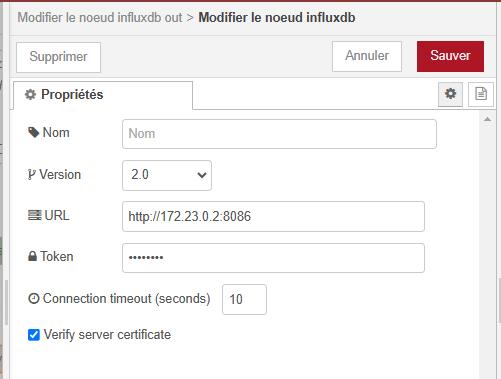 Modifier le noeud influxdb out > Modifier le noeud influxdb
Supprimer
Annuler
Sauver
Propriétés
Nom
Nom
Version
2.0
URL
http://172.23.0.2:8086
Token
••••••••
Connection timeout (seconds)
10
Verify server certificate